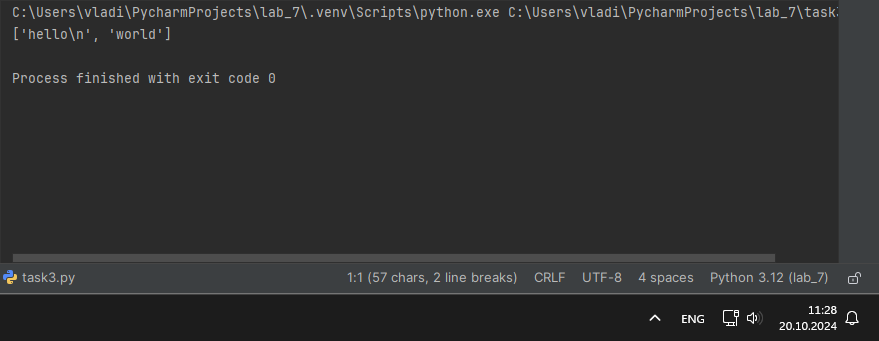 C:\Users\vladi\PycharmProjects\lab_7\.venv\Scripts\python.exe C:\Users\vladi\PycharmProjects\lab_7\task3
['hello\n', 'world']
Process finished with exit code 0
task3.py 1:1 (57 chars, 2 line breaks) CRLF UTF-8 4 spaces Python 3.12 (lab_7)
ENG 11:28
20.10.2024